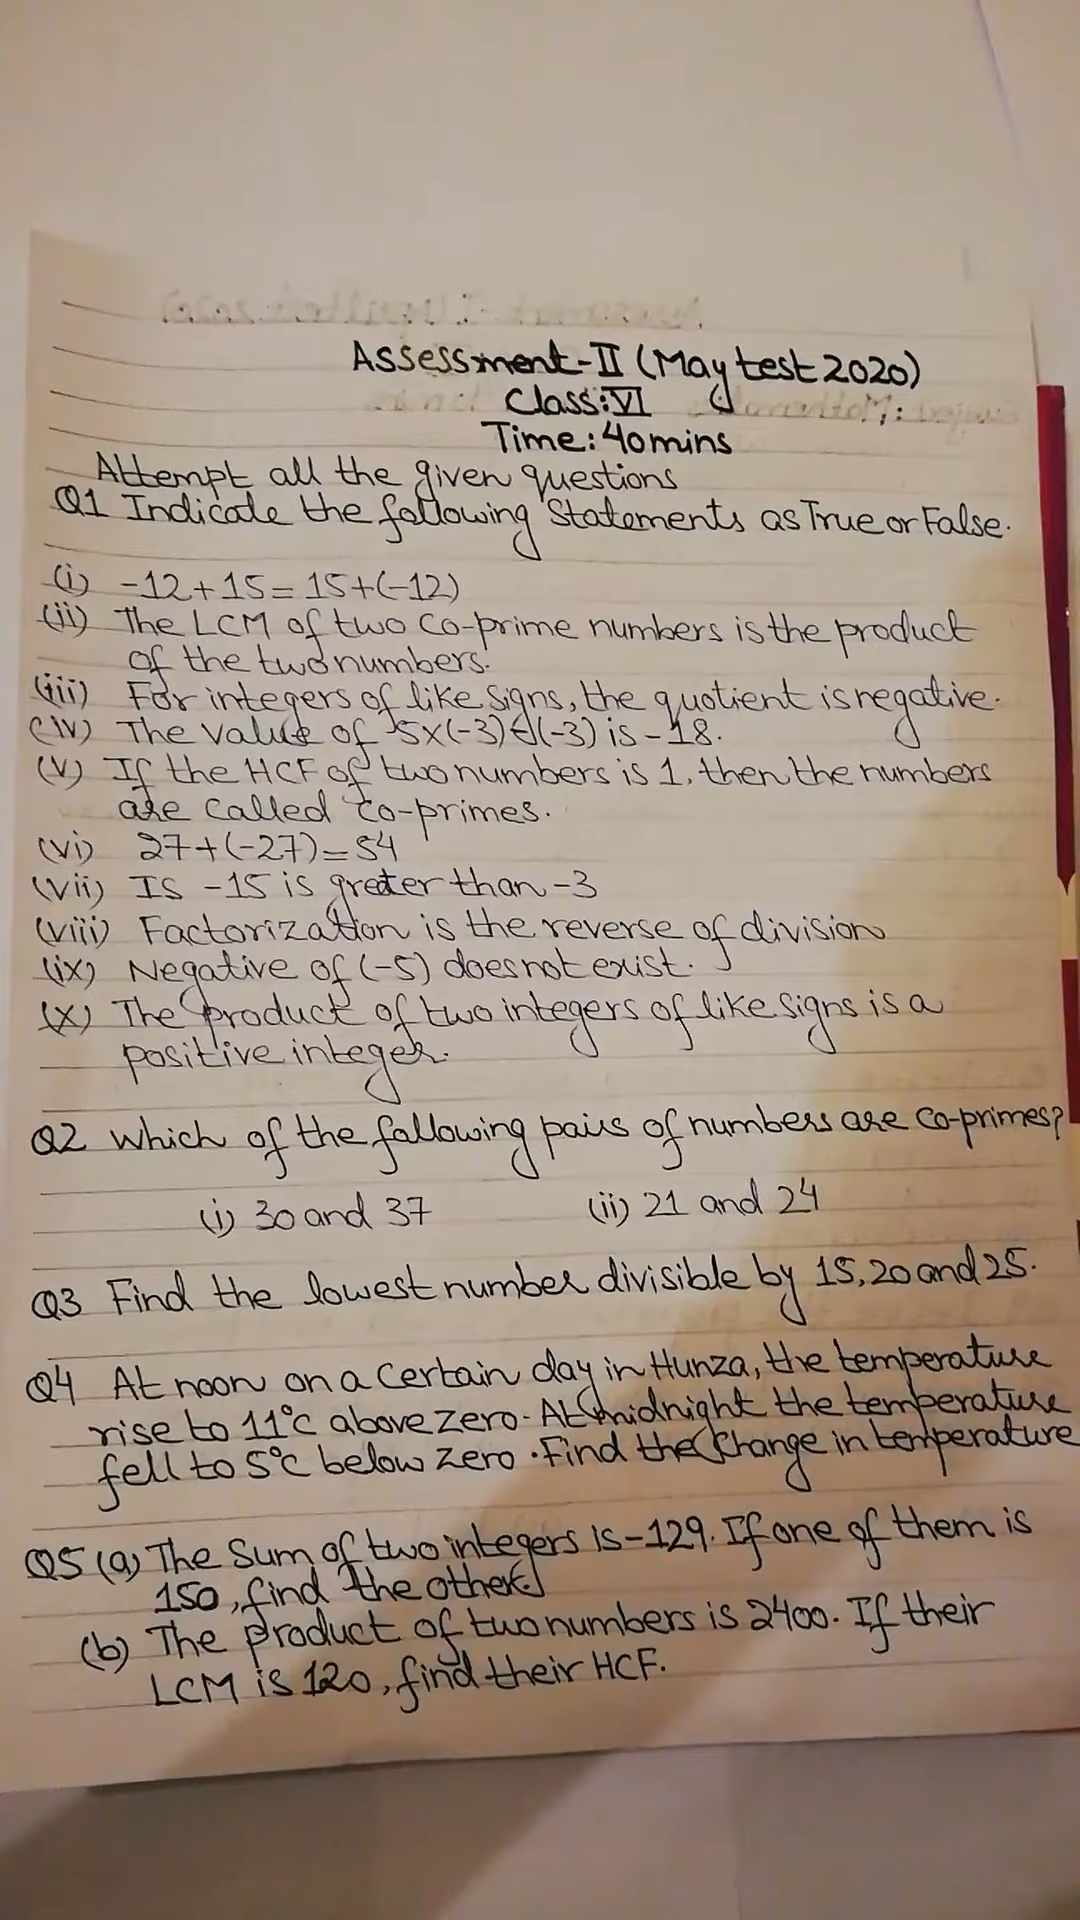 Assessment-II (May test 2020)
Class:VI
Time: 40mins
Attempt all the given questions
Q1 Indicate the following Statements as True or False.
(i) -12+15=15+(-12)
(ii) The LCM of two Co-prime numbers is the product
of the two numbers.
(iii) For integers of like signs, the quotient is negative.
(iv) The value of 5x(-3)+(-3) is -18.
(v) If the HCF of two numbers is 1, then the numbers
are called co-primes.
(vi) 27+(-27)=54
(vii) Is -15 is greater than -3
(viii) Factorization is the reverse of division
(ix) Negative of (-5) does not exist.
(x) The product of two integers of like signs is a
positive integer.
Q2 Which of the following pairs of numbers are Co-primes?
(i) 30 and 37 (ii) 21 and 24
Q3 Find the lowest number divisible by 15, 20 and 25.
Q4 At noon on a certain day in Hunza, the temperature
rise to 11°c above zero. At midnight the temperature
fell to 5°c below zero. Find the Change in temperature
Q5 (a) The Sum of two integers is -129. If one of them is
150, find the other.
(b) The product of two numbers is 2400. If their
LCM is 120, find their HCF.